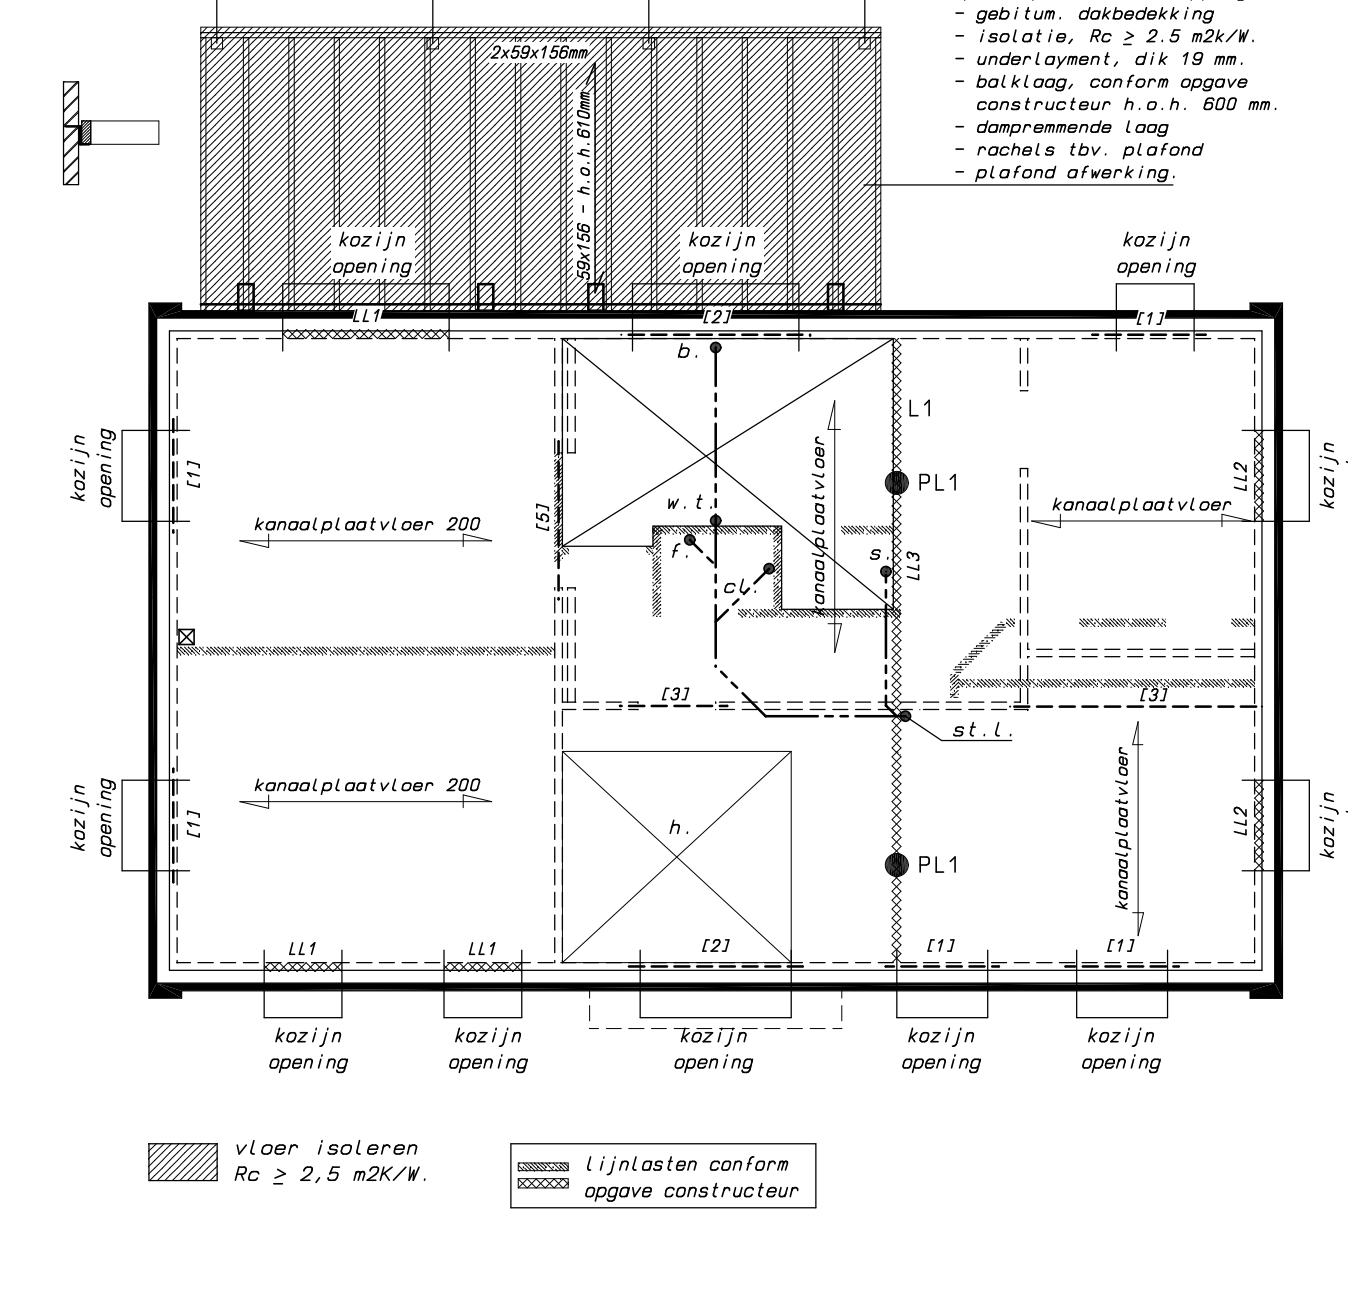 - gebitum. dakbedekking
- isolatie, Rc ≥ 2.5 m2k/W.
- underlayment, dik 19 mm.
- balklaag, conform opgave
constructeur h.o.h. 600 mm.
- dampremmende laag
- rachels tbv. plafond
- plafond afwerking.
2x59x156mm
59x156 - h.o.h.610mm
kozijn
opening
kozijn
opening
kozijn
opening
LL1
[2]
[1]
b.
L1
kozijn
opening
[1]
kanaalplaatvloer 200
[5]
w.t.
f.
cl.
kanaalplaatvloer
PL1
s.
LL3
kanaalplaatvloer
LL2
kozijn
[3]
[3]
st.l.
kozijn
opening
[1]
kanaalplaatvloer 200
h.
PL1
kanaalplaatvloer
LL2
kozijn
LL1
LL1
[2]
[1]
[1]
kozijn
opening
kozijn
opening
kozijn
opening
kozijn
opening
kozijn
opening
vloer isoleren
Rc ≥ 2,5 m2K/W.
lijnlasten conform
opgave constructeur